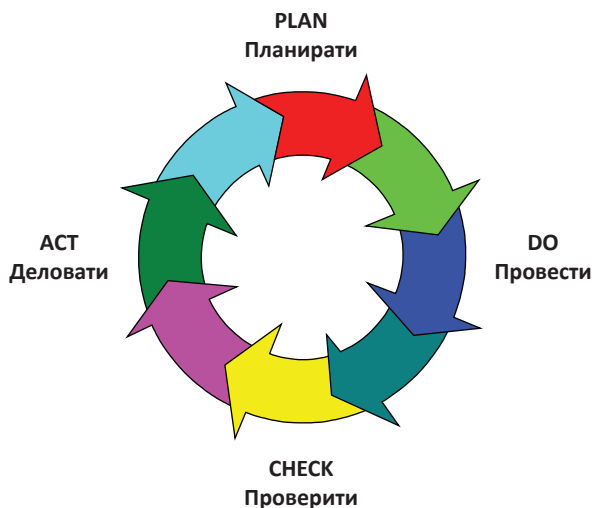 PLAN
Планирати
ACT
Деловати
DO
Провести
CHECK
Проверити